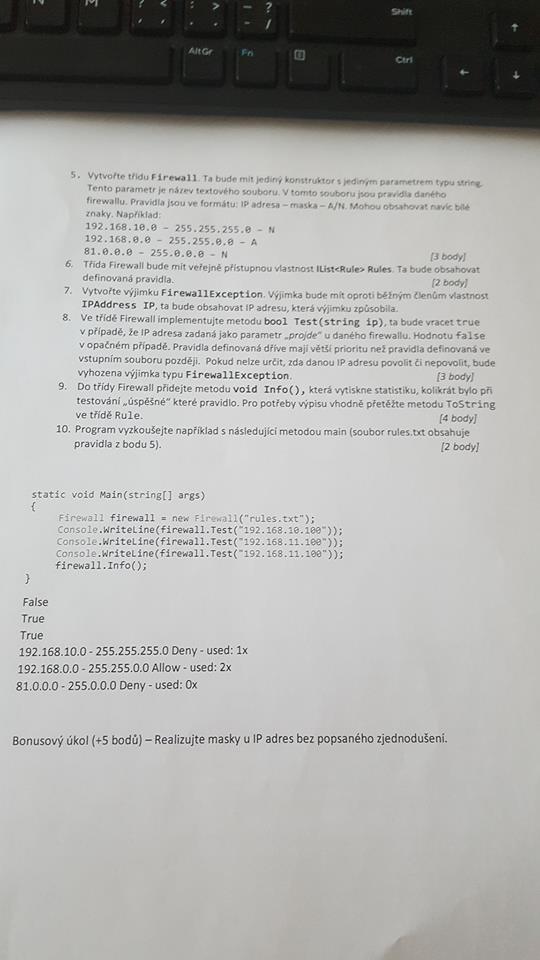 N
M
?
<
>
?
:
,
.
-
/
Shift
↑
AltGr
Fn
Ctrl
←
↓
5. Vytvořte třídu Firewall. Ta bude mít jediný konstruktor s jediným parametrem typu string.
Tento parametr je název textového souboru. V tomto souboru jsou pravidla daného
firewallu. Pravidla jsou ve formátu: IP adresa – maska – A/N. Mohou obsahovat navíc bílé
znaky. Například:
192.168.10.0 – 255.255.255.0 – N
192.168.0.0 – 255.255.0.0 – A
81.0.0.0 – 255.0.0.0 – N [3 body]
6. Třída Firewall bude mít veřejně přístupnou vlastnost IList<Rule> Rules. Ta bude obsahovat
definovaná pravidla. [2 body]
7. Vytvořte výjimku FirewallException. Výjimka bude mít oproti běžným členům vlastnost
IPAddress IP, ta bude obsahovat IP adresu, která výjimku způsobila.
8. Ve třídě Firewall implementujte metodu bool Test(string ip), ta bude vracet true
v případě, že IP adresa zadaná jako parametr „projde“ u daného firewallu. Hodnotu false
v opačném případě. Pravidla definovaná dříve mají větší prioritu než pravidla definovaná ve
vstupním souboru později. Pokud nelze určit, zda danou IP adresu povolit či nepovolit, bude
vyhozena výjimka typu FirewallException. [3 body]
9. Do třídy Firewall přidejte metodu void Info(), která vytiskne statistiku, kolikrát bylo při
testování „úspěšné“ které pravidlo. Pro potřeby výpisu vhodně přetěžte metodu ToString
ve třídě Rule. [4 body]
10. Program vyzkoušejte například s následující metodou main (soubor rules.txt obsahuje
pravidla z bodu 5). [2 body]
static void Main(string[] args)
{
Firewall firewall = new Firewall("rules.txt");
Console.WriteLine(firewall.Test("192.168.10.100"));
Console.WriteLine(firewall.Test("192.168.11.100"));
Console.WriteLine(firewall.Test("192.168.11.100"));
firewall.Info();
}
False
True
True
192.168.10.0 - 255.255.255.0 Deny - used: 1x
192.168.0.0 - 255.255.0.0 Allow - used: 2x
81.0.0.0 - 255.0.0.0 Deny - used: 0x
Bonusový úkol (+5 bodů) – Realizujte masky u IP adres bez popsaného zjednodušení.